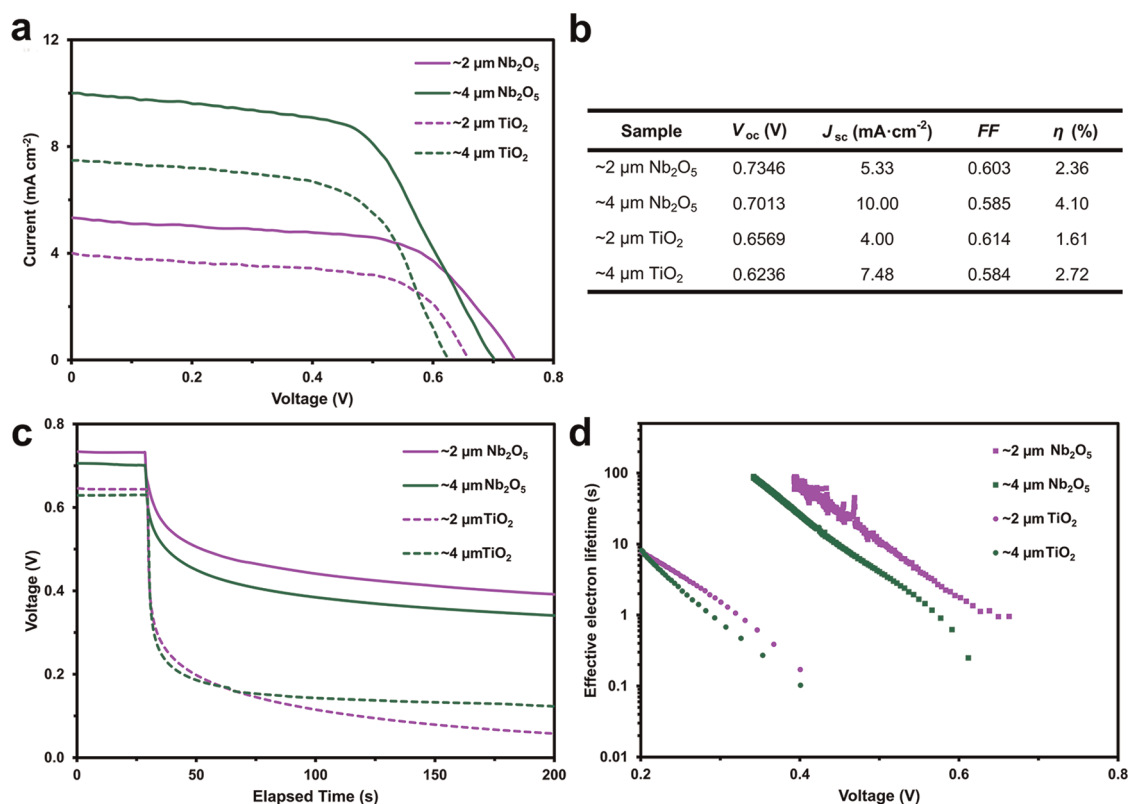 a
12
10
8
4
0
Current (mA cm-2)
0 0.2 0.4 0.6 0.8
Voltage (V)
~2 µm Nb₂O₅
~4 µm Nb₂O₅
~2 µm TiO₂
~4 µm TiO₂
b
Sample Voc (V) Jsc (mA·cm⁻²) FF η (%)
~2 µm Nb₂O₅ 0.7346 5.33 0.603 2.36
~4 µm Nb₂O₅ 0.7013 10.00 0.585 4.10
~2 µm TiO₂ 0.6569 4.00 0.614 1.61
~4 µm TiO₂ 0.6236 7.48 0.584 2.72
c
0.8
0.6
0.4
0.2
0.0
Voltage (V)
0 50 100 150 200
Elapsed Time (s)
~2 µm Nb₂O₅
~4 µm Nb₂O₅
~2 µmTiO₂
~4 µmTiO₂
d
100
10
1
0.1
0.01
Effective electron lifetime (s)
0.2 0.4 0.6 0.8
Voltage (V)
~2 µm Nb₂O₅
~4 µm Nb₂O₅
~2 µm TiO₂
~4 µm TiO₂